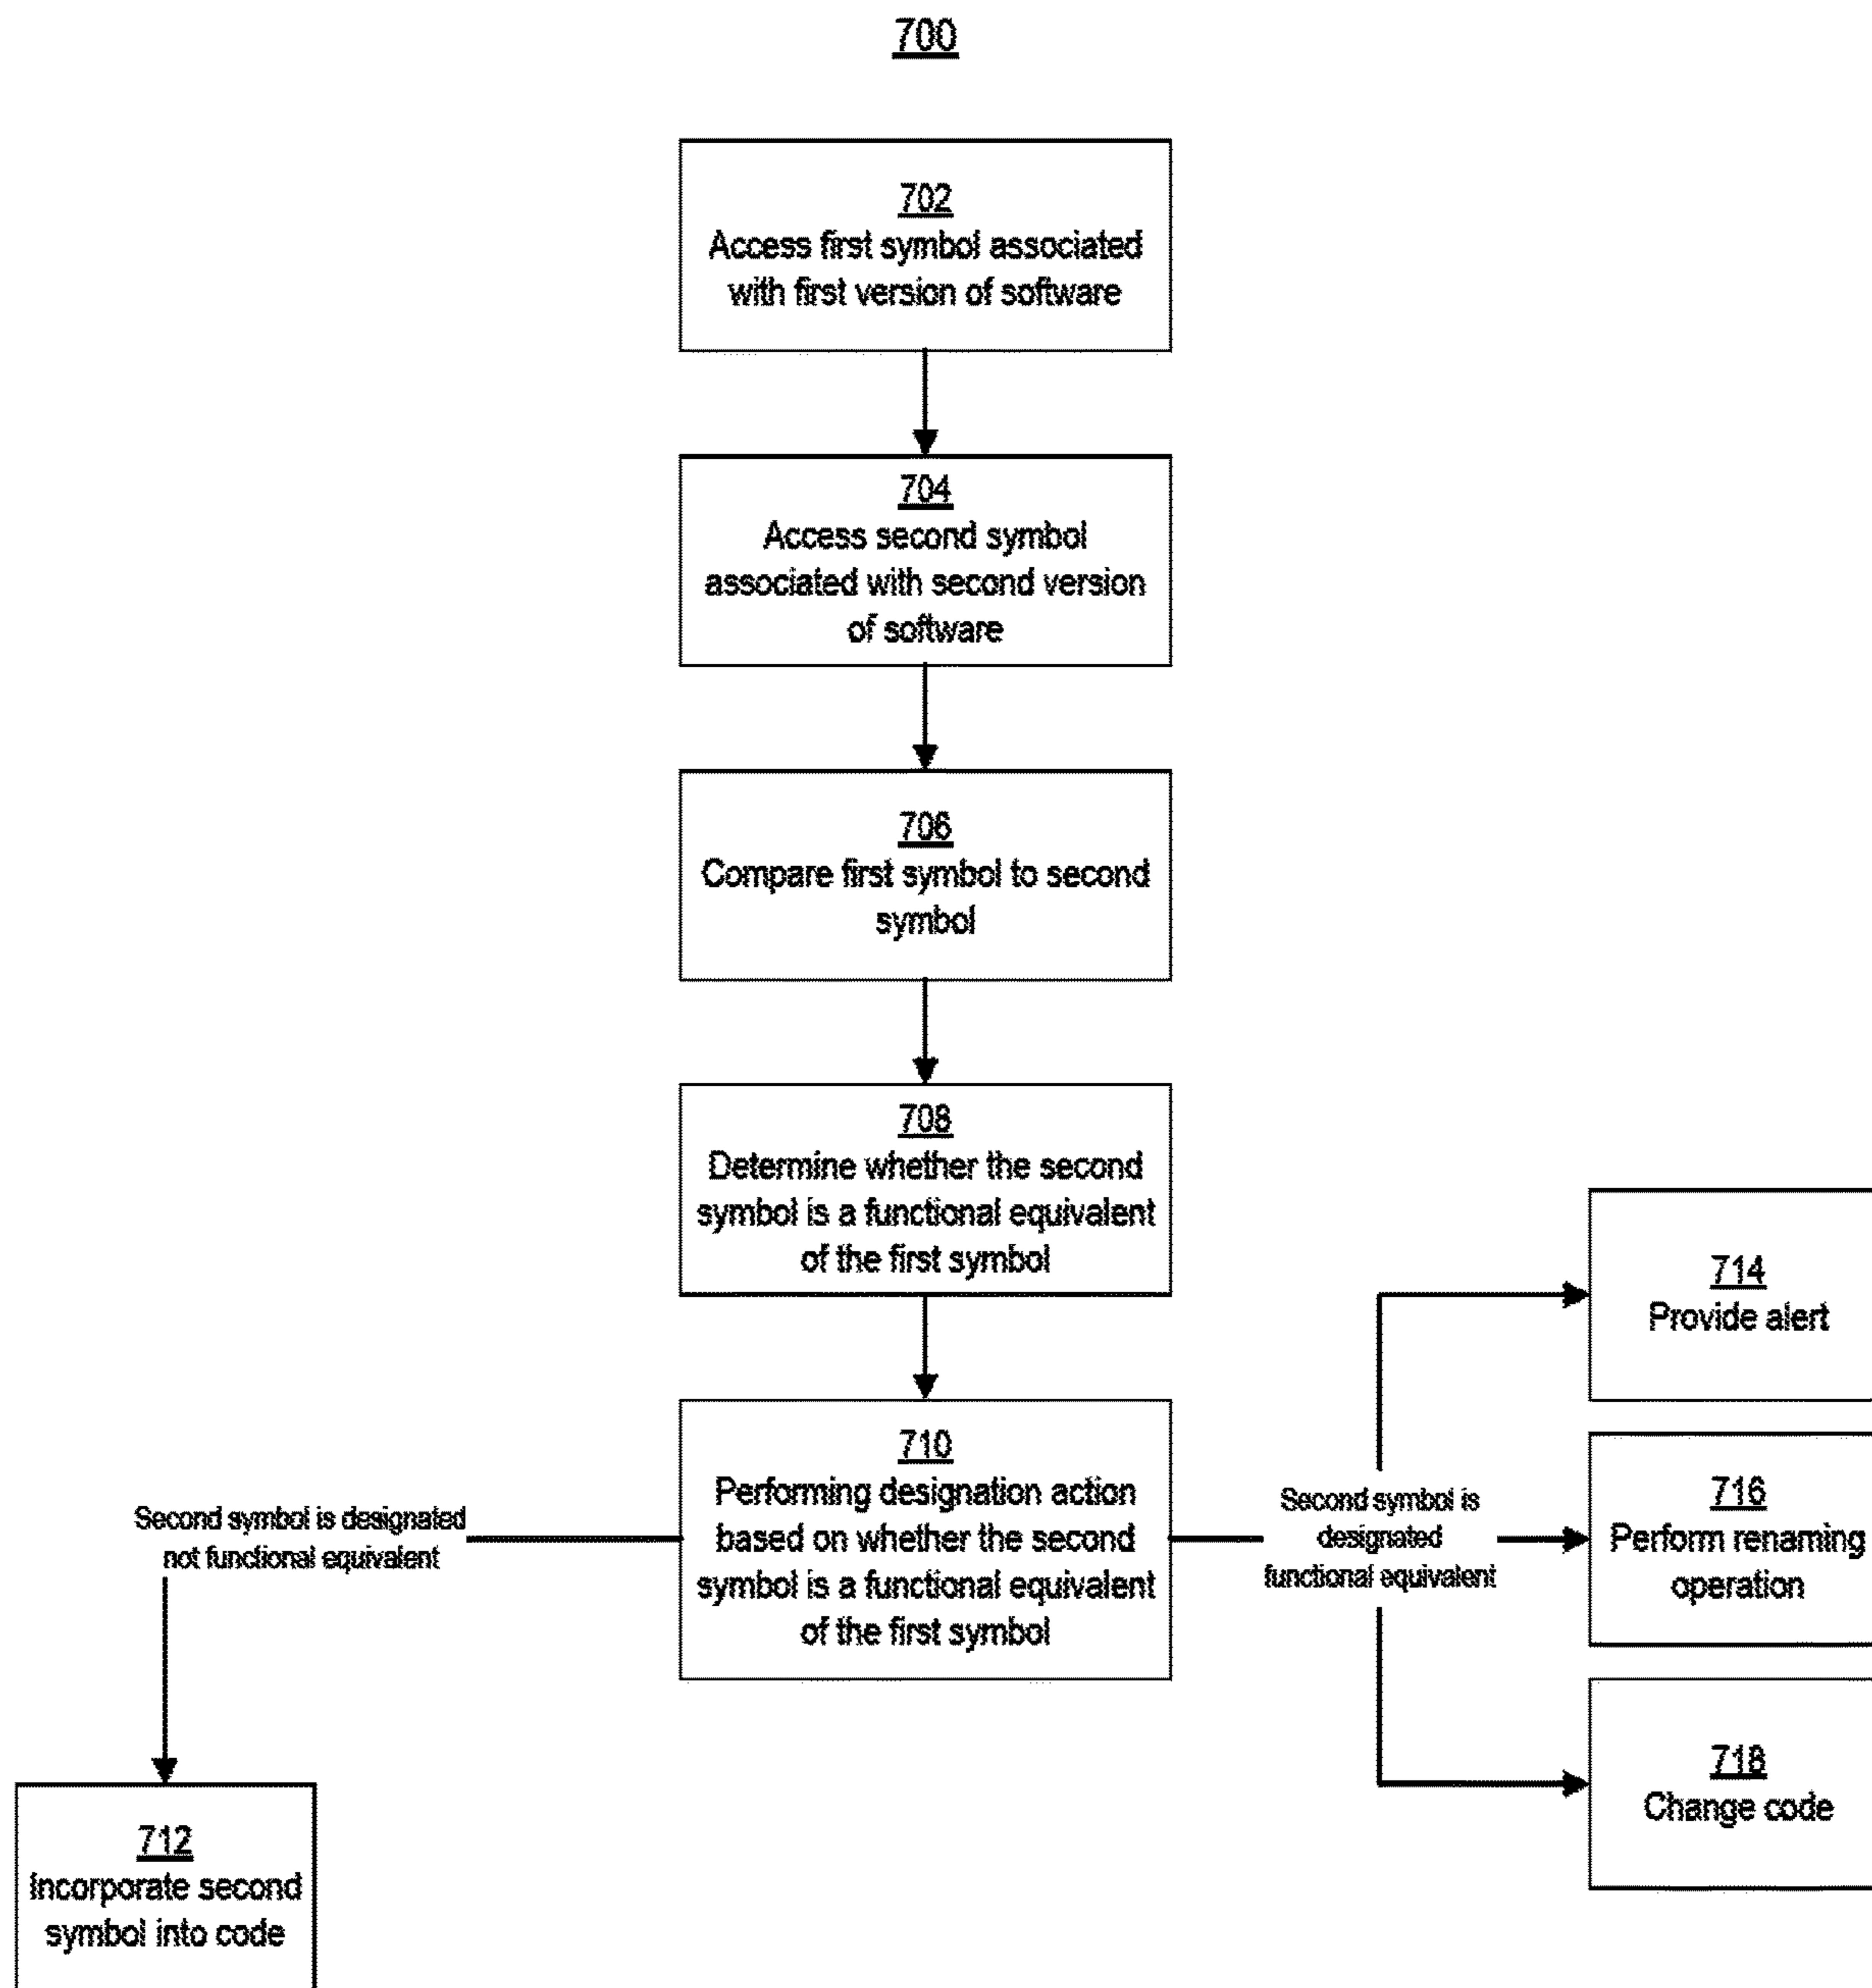 700
702
Access first symbol associated
with first version of software
704
Access second symbol
associated with second version
of software
706
Compare first symbol to second
symbol
708
Determine whether the second
symbol is a functional equivalent
of the first symbol
710
Performing designation action
based on whether the second
symbol is a functional equivalent
of the first symbol
Second symbol is designated
not functional equivalent
712
Incorporate second
symbol into code
Second symbol is
designated
functional equivalent
714
Provide alert
716
Perform renaming
operation
718
Change code